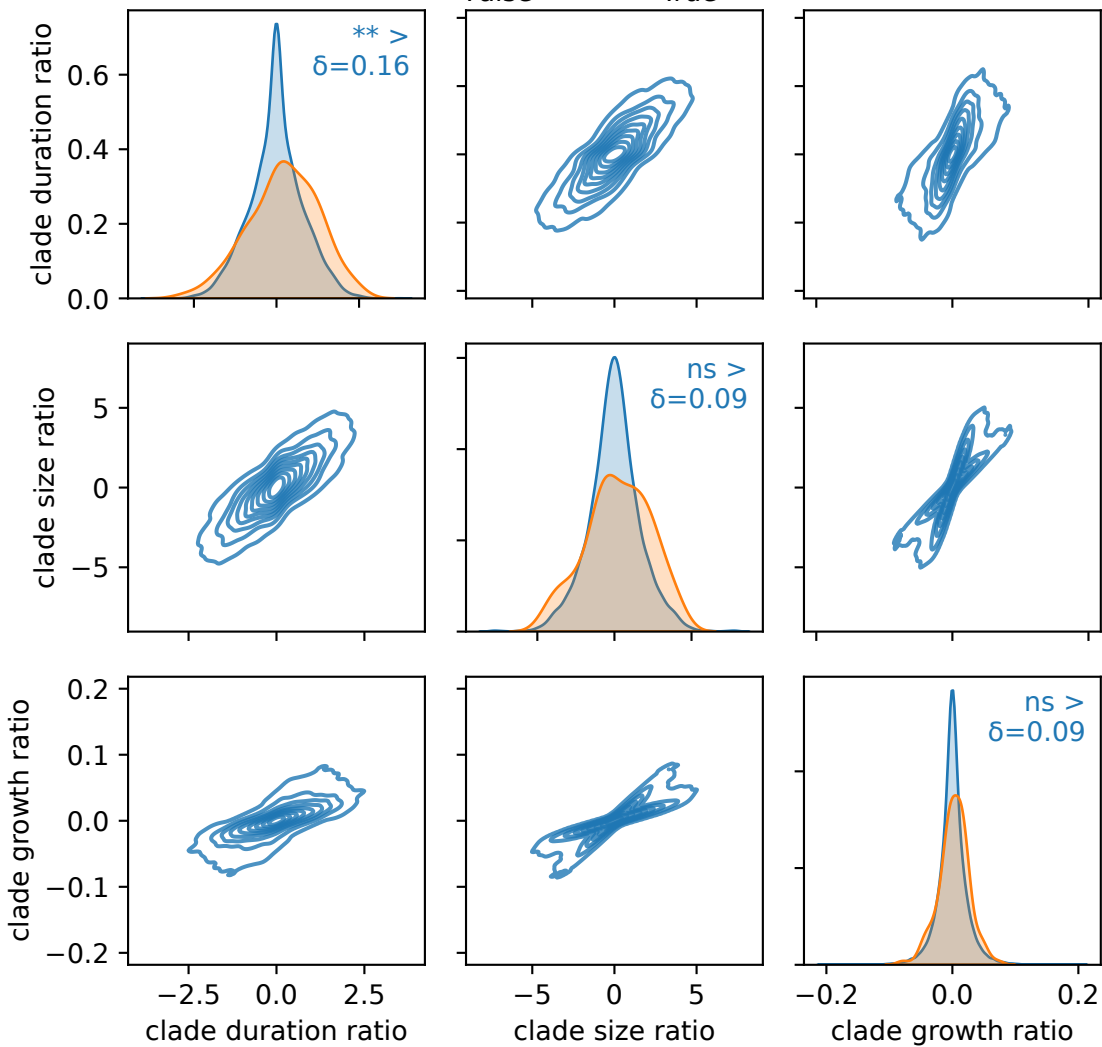 clade duration ratio
0.6
0.4
0.2
0.0
** >
δ=0.16
clade size ratio
5
0
−5
ns >
δ=0.09
clade growth ratio
0.2
0.1
0.0
−0.1
−0.2
ns >
δ=0.09
−2.5 0.0 2.5
−5 0 5
−0.2 0.0 0.2
clade duration ratio
clade size ratio
clade growth ratio